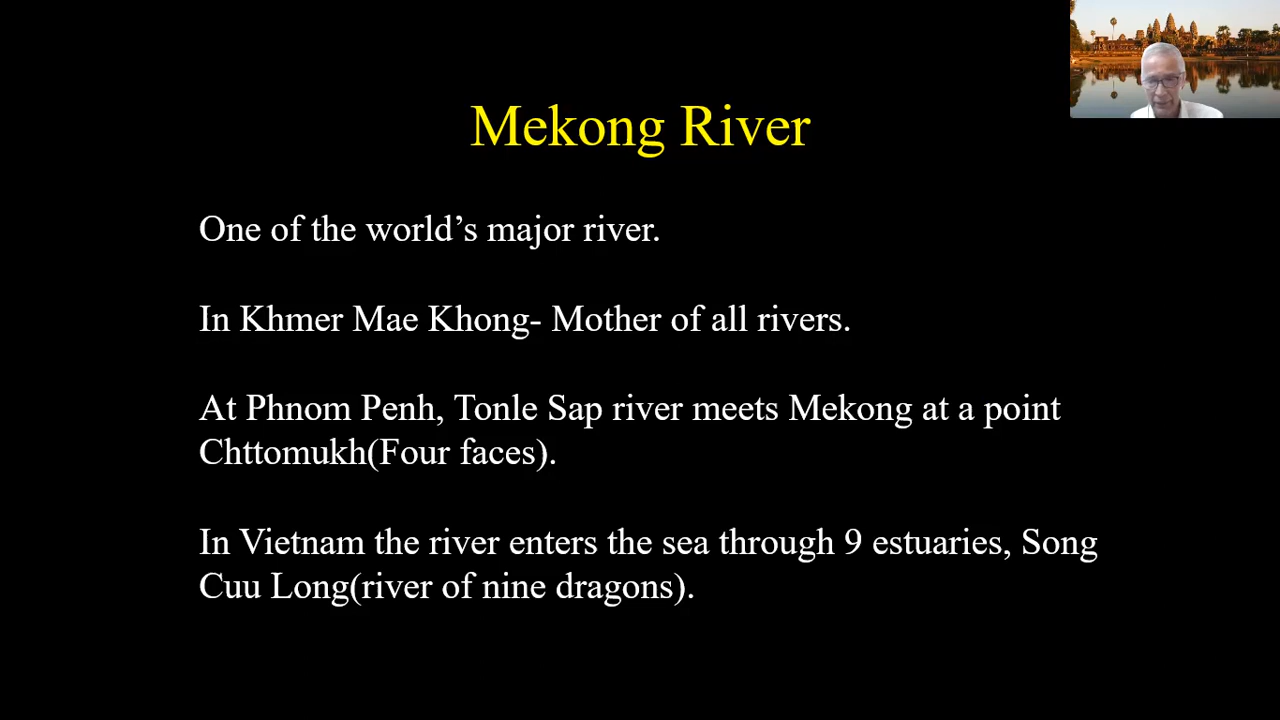 Mekong River
One of the world’s major river.
In Khmer Mae Khong- Mother of all rivers.
At Phnom Penh, Tonle Sap river meets Mekong at a point
Chttomukh(Four faces).
In Vietnam the river enters the sea through 9 estuaries, Song
Cuu Long(river of nine dragons).